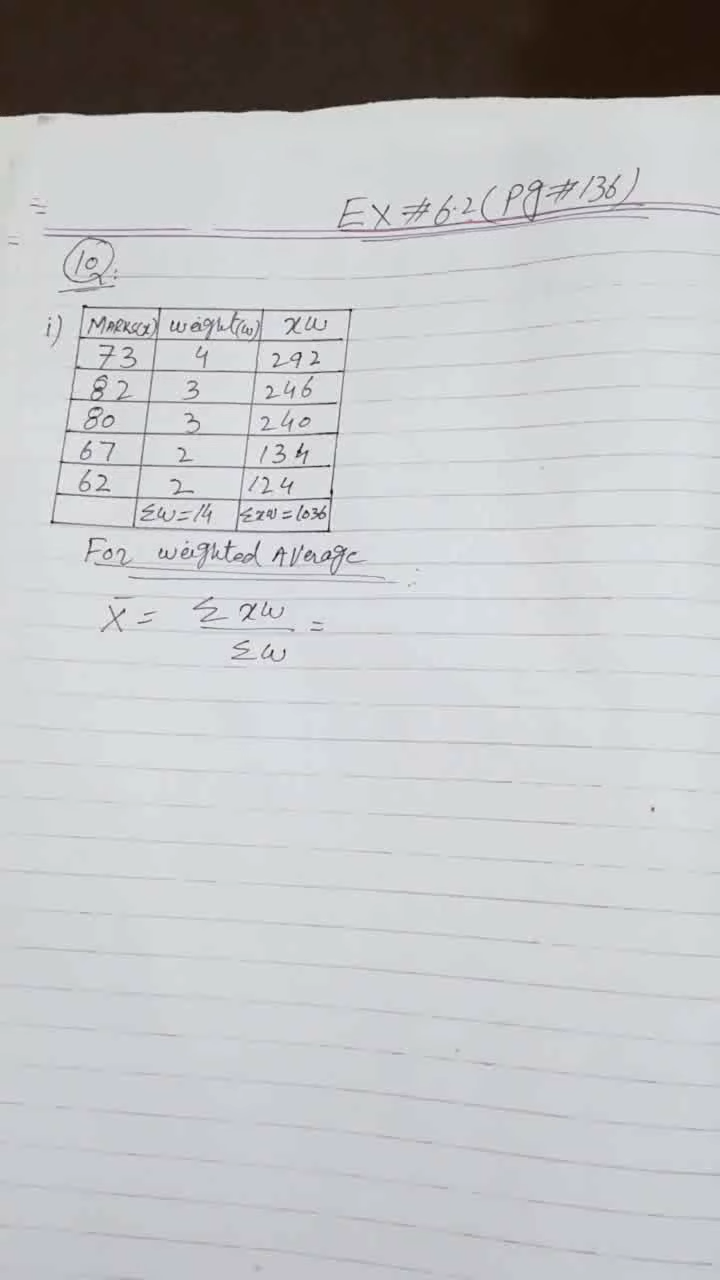 EX#6.2(Pg#136)
10
i) MARKS(x) weight(w) xw
73 4 292
82 3 246
80 3 240
67 2 134
62 2 124
Σw=14 Σxw=1036
For weighted Average
X̄ = Σxw =
Σw